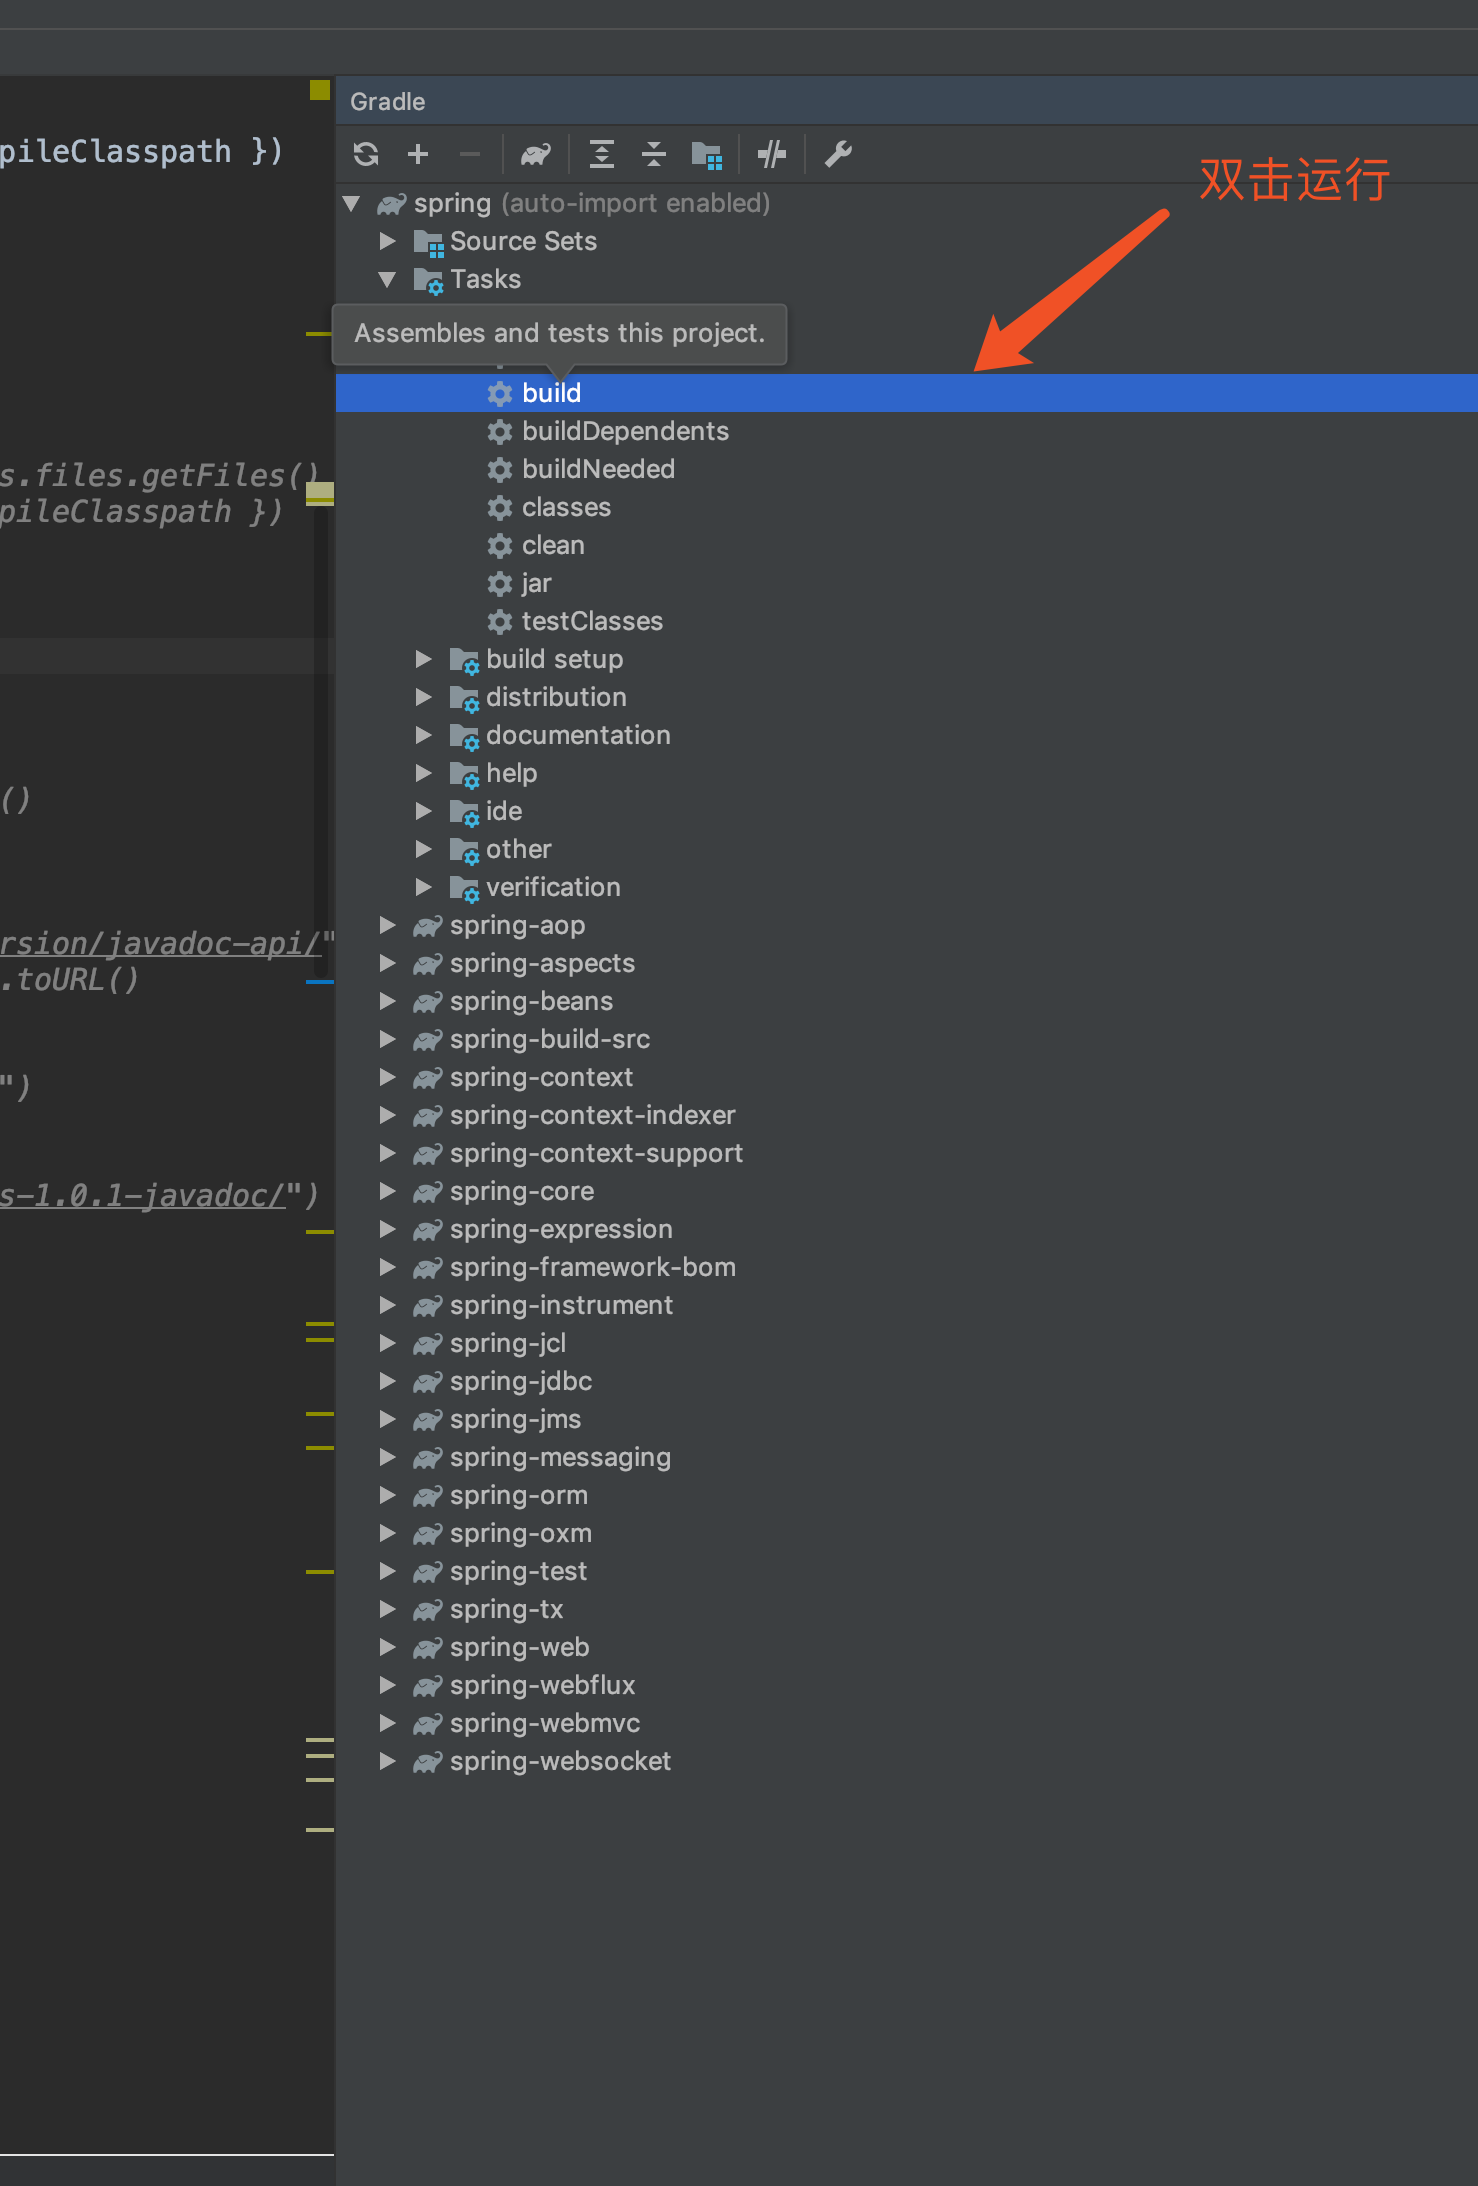 Gradle
pileClasspath })
双击运行
spring (auto-import enabled)
Source Sets
Tasks
Assembles and tests this project.
build
buildDependents
s.files.getFiles()
buildNeeded
pileClasspath })
classes
clean
jar
testClasses
build setup
distribution
documentation
help
()
ide
other
verification
spring-aop
rsion/javadoc-api/"
spring-aspects
.toURL()
spring-beans
spring-build-src
")
spring-context
spring-context-indexer
spring-context-support
s-1.0.1-javadoc/")
spring-core
spring-expression
spring-framework-bom
spring-instrument
spring-jcl
spring-jdbc
spring-jms
spring-messaging
spring-orm
spring-oxm
spring-test
spring-tx
spring-web
spring-webflux
spring-webmvc
spring-websocket